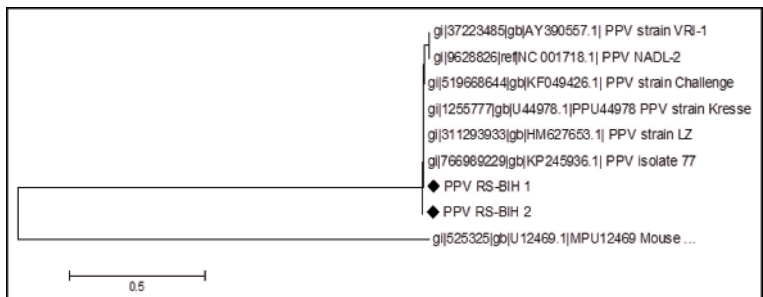 gi|37223485|gb|AY390557.1| PPV strain VRI-1
gi|9628826|ref|NC 001718.1| PPV NADL-2
gi|519668644|gb|KF049426.1| PPV strain Challenge
gi|1255777|gb|U44978.1|PPU44978 PPV strain Kresse
gi|311293933|gb|HM627653.1| PPV strain LZ
gi|766989229|gb|KP245936.1| PPV isolate 77
PPV RS-BIH 1
PPV RS-BIH 2
gi|525325|gb|U12469.1|MPU12469 Mouse ...
0.5